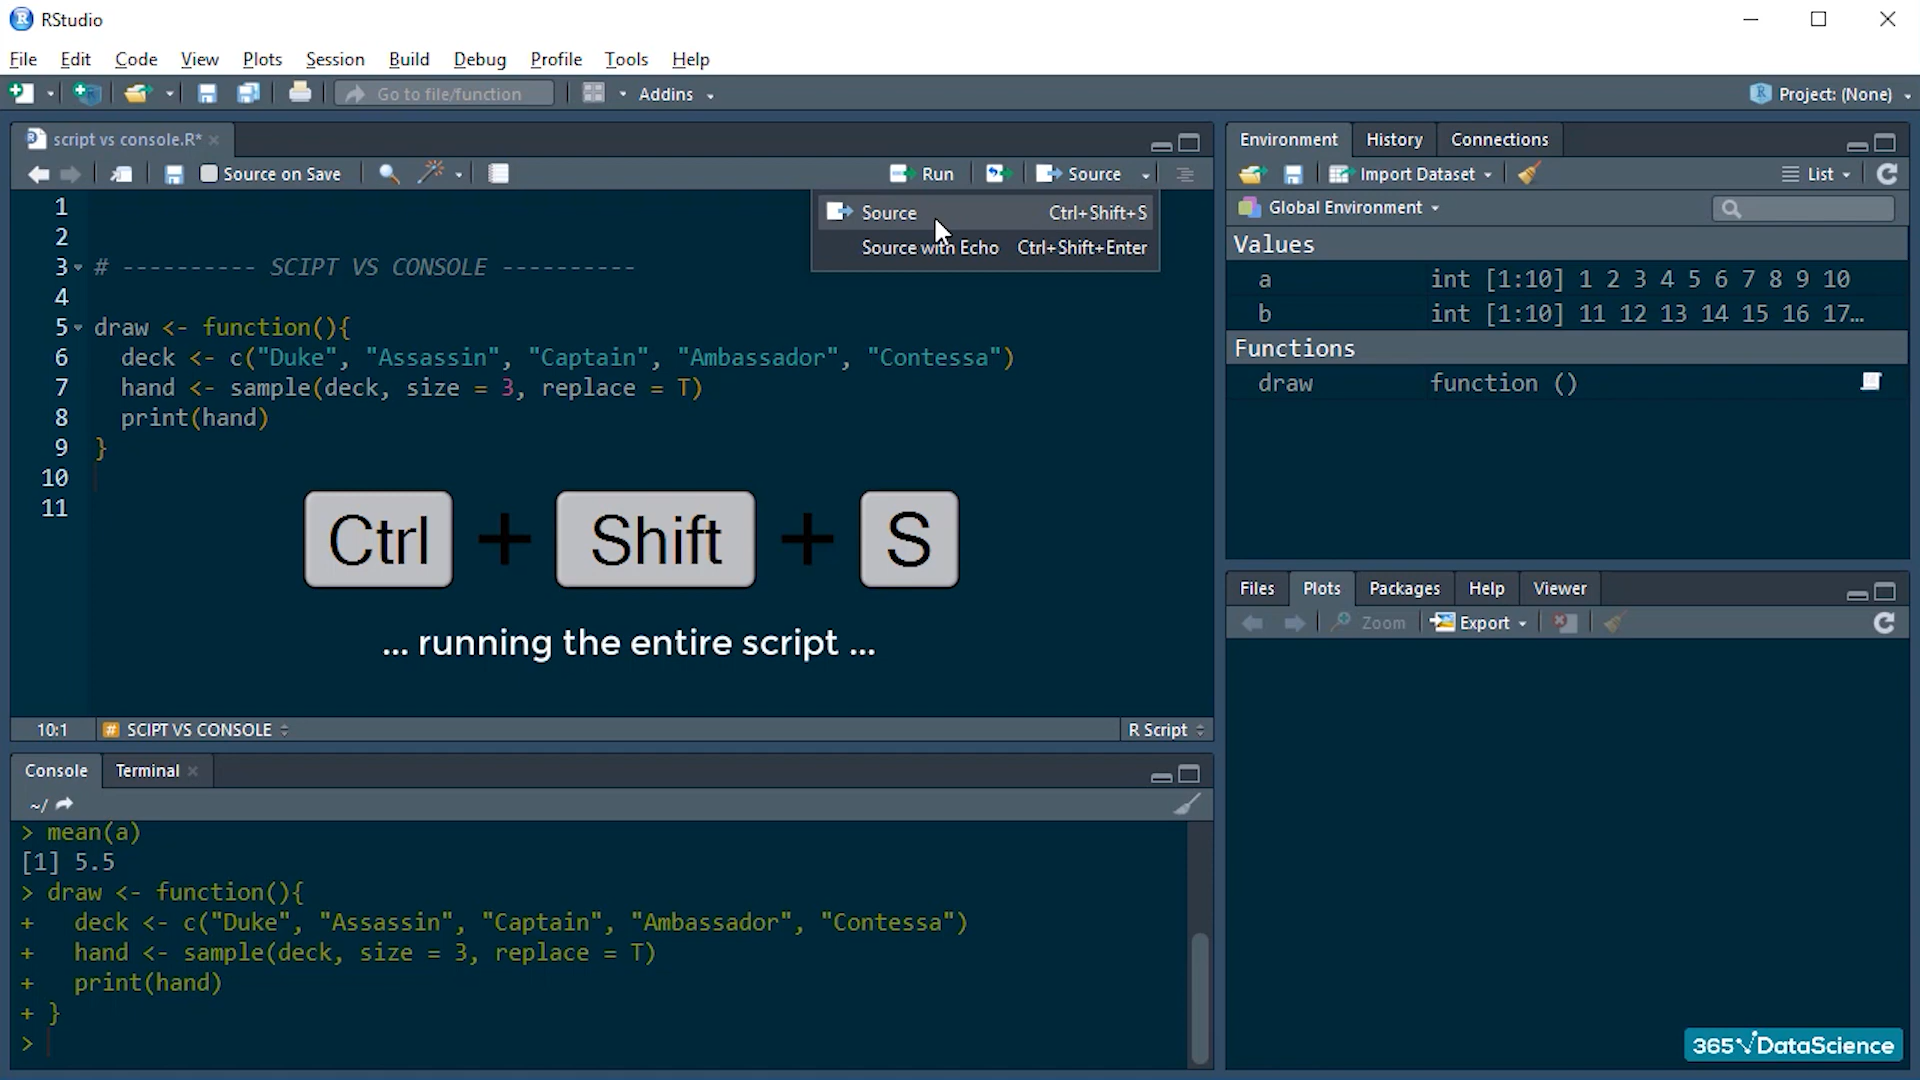 RStudio
File Edit Code View Plots Session Build Debug Profile Tools Help
Go to file/function Addins Project: (None)
script vs console.R*
Source on Save Run Source
Source Ctrl+Shift+S
Source with Echo Ctrl+Shift+Enter
1
2
3 # ---------- SCIPT VS CONSOLE ----------
4
5 draw <- function(){
6   deck <- c("Duke", "Assassin", "Captain", "Ambassador", "Contessa")
7   hand <- sample(deck, size = 3, replace = T)
8   print(hand)
9 }
10
11
Ctrl + Shift + S
... running the entire script ...
10:1 # SCIPT VS CONSOLE R Script
Console Terminal
~/
> mean(a)
[1] 5.5
> draw <- function(){
+   deck <- c("Duke", "Assassin", "Captain", "Ambassador", "Contessa")
+   hand <- sample(deck, size = 3, replace = T)
+   print(hand)
+ }
>
Environment History Connections
Import Dataset List
Global Environment
Values
a int [1:10] 1 2 3 4 5 6 7 8 9 10
b int [1:10] 11 12 13 14 15 16 17…
Functions
draw function ()
Files Plots Packages Help Viewer
Zoom Export
365 DataScience